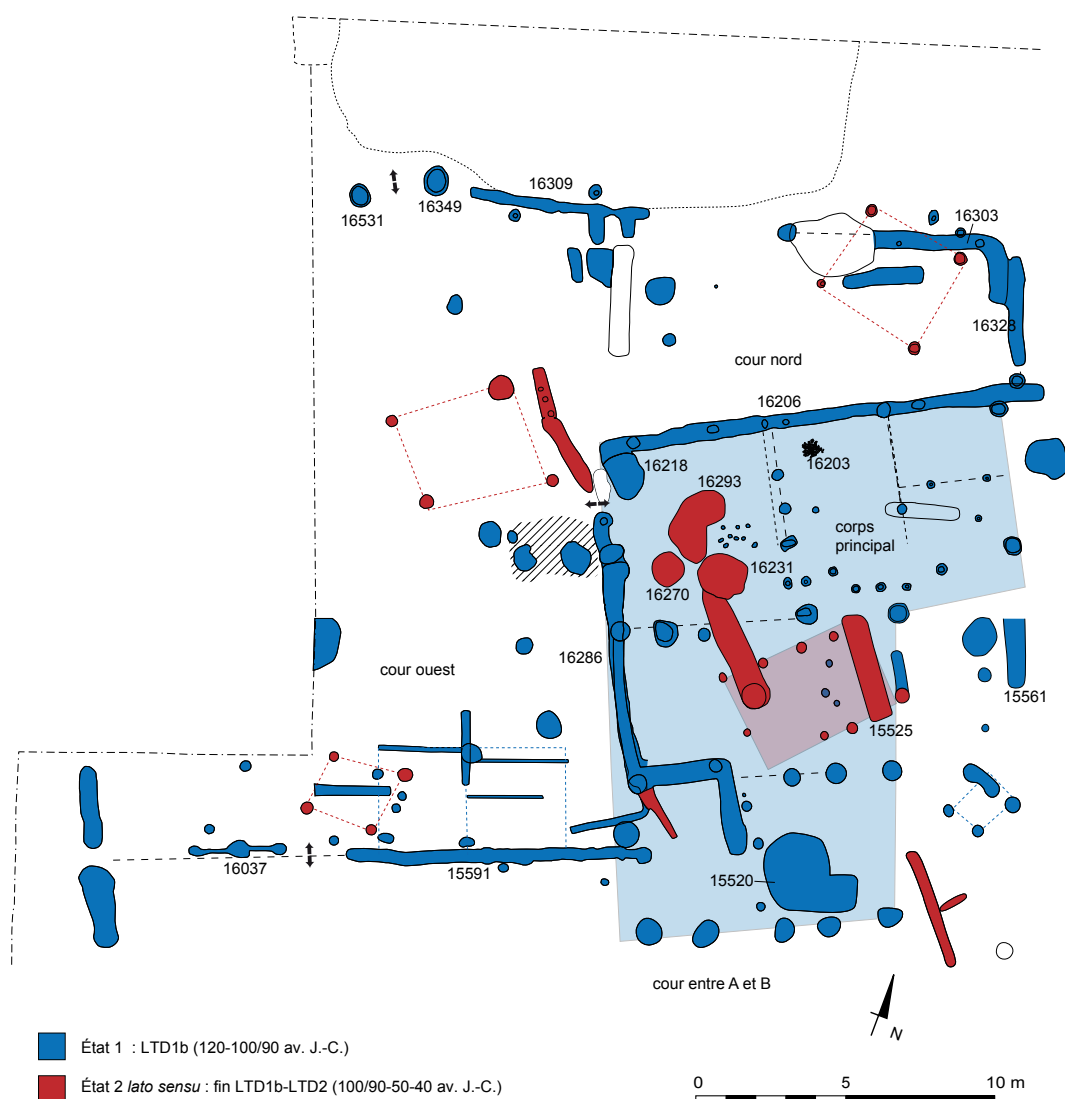 16531
16349
16309
16303
16328
cour nord
16206
16218
16203
16293
corps
principal
16231
16270
16286
cour ouest
15561
15525
16037
15591
15520
cour entre A et B
N
État 1 : LTD1b (120-100/90 av. J.-C.)
État 2 lato sensu : fin LTD1b-LTD2 (100/90-50-40 av. J.-C.)
0 5 10 m